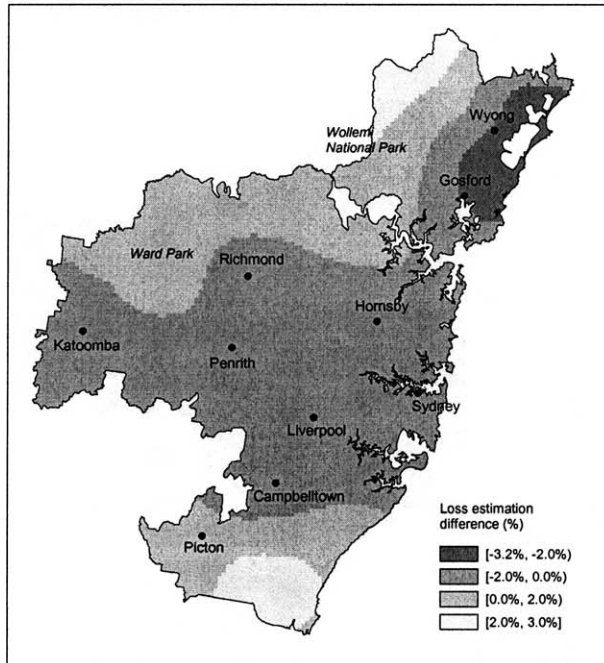 Wollemi
National Park
Wyong
Gosford
Ward Park
Richmond
Hornsby
Katoomba
Penrith
Sydney
Liverpool
Campbelltown
Picton
Loss estimation
difference (%)
[-3.2%, -2.0%)
[-2.0%, 0.0%)
[0.0%, 2.0%)
[2.0%, 3.0%]